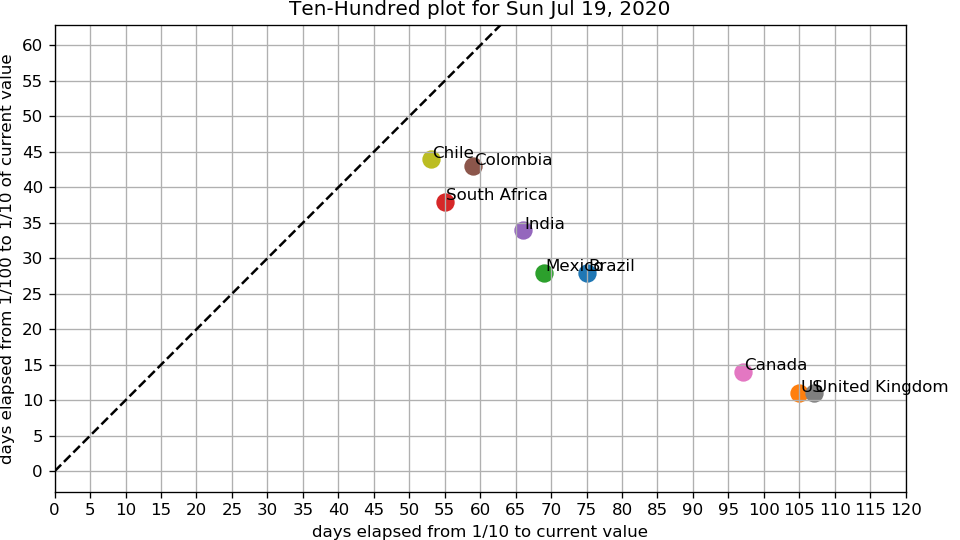 Ten-Hundred plot for Sun Jul 19, 2020
days elapsed from 1/100 to 1/10 of current value
60
55
50
45
40
35
30
25
20
15
10
5
0
Chile
Colombia
South Africa
India
Mexico
Brazil
Canada
US
United Kingdom
0 5 10 15 20 25 30 35 40 45 50 55 60 65 70 75 80 85 90 95 100 105 110 115 120
days elapsed from 1/10 to current value